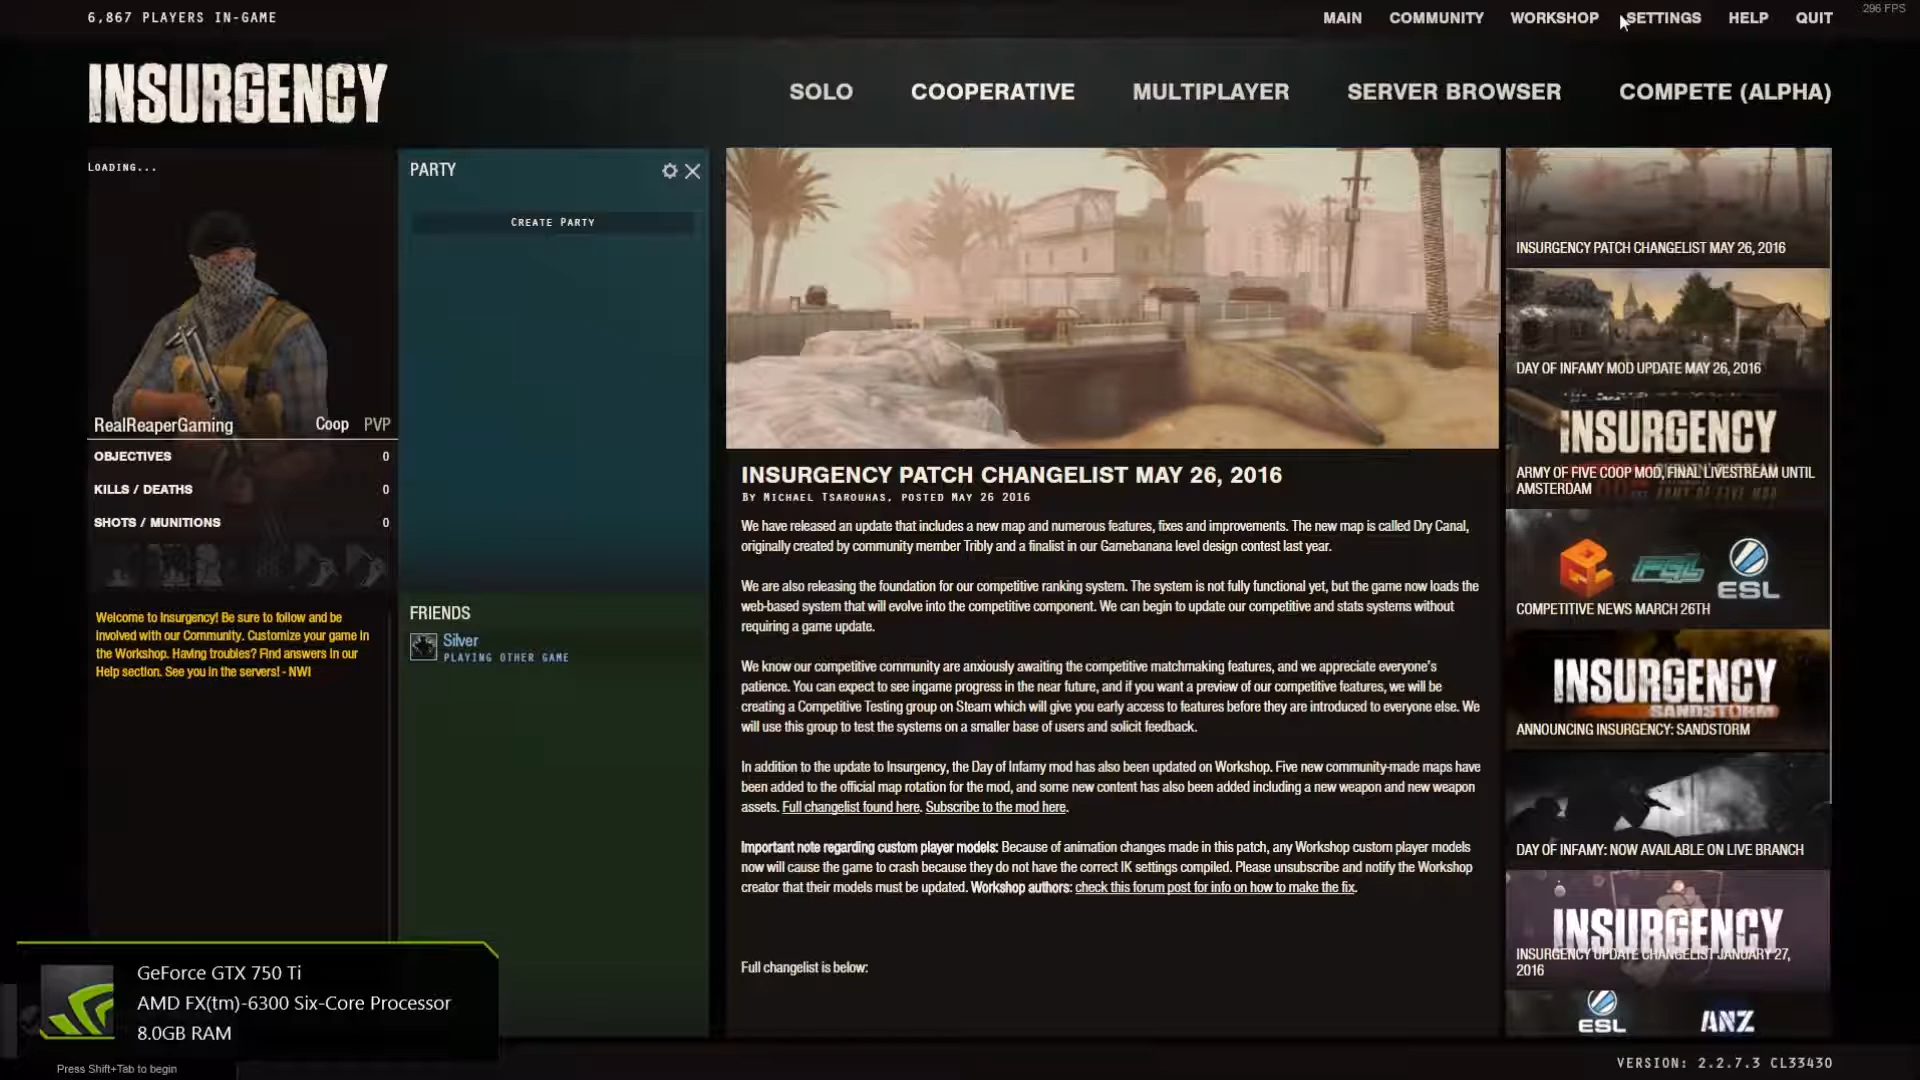 6,867 PLAYERS IN-GAME
MAIN COMMUNITY WORKSHOP SETTINGS HELP QUIT
296 FPS
INSURGENCY
SOLO COOPERATIVE MULTIPLAYER SERVER BROWSER COMPETE (ALPHA)
LOADING...
RealReaperGaming Coop PVP
OBJECTIVES 0
KILLS / DEATHS 0
SHOTS / MUNITIONS 0
Welcome to Insurgency! Be sure to follow and be
involved with our Community. Customize your game in
the Workshop. Having troubles? Find answers in our
Help section. See you in the servers! - NWI
PARTY
CREATE PARTY
FRIENDS
Silver
PLAYING OTHER GAME
INSURGENCY PATCH CHANGELIST MAY 26, 2016
BY MICHAEL TSAROUHAS, POSTED MAY 26 2016
We have released an update that includes a new map and numerous features, fixes and improvements. The new map is called Dry Canal,
originally created by community member Tribly and a finalist in our Gamebanana level design contest last year.
We are also releasing the foundation for our competitive ranking system. The system is not fully functional yet, but the game now loads the
web-based system that will evolve into the competitive component. We can begin to update our competitive and stats systems without
requiring a game update.
We know our competitive community are anxiously awaiting the competitive matchmaking features, and we appreciate everyone's
patience. You can expect to see ingame progress in the near future, and if you want a preview of our competitive features, we will be
creating a Competitive Testing group on Steam which will give you early access to features before they are introduced to everyone else. We
will use this group to test the systems on a smaller base of users and solicit feedback.
In addition to the update to Insurgency, the Day of Infamy mod has also been updated on Workshop. Five new community-made maps have
been added to the official map rotation for the mod, and some new content has also been added including a new weapon and new weapon
assets. Full changelist found here. Subscribe to the mod here.
Important note regarding custom player models: Because of animation changes made in this patch, any Workshop custom player models
now will cause the game to crash because they do not have the correct IK settings compiled. Please unsubscribe and notify the Workshop
creator that their models must be updated. Workshop authors: check this forum post for info on how to make the fix.
Full changelist is below:
INSURGENCY PATCH CHANGELIST MAY 26, 2016
DAY OF INFAMY MOD UPDATE MAY 26, 2016
INSURGENCY
ARMY OF FIVE COOP MOD, FINAL LIVESTREAM UNTIL
AMSTERDAM
ESL
COMPETITIVE NEWS MARCH 26TH
INSURGENCY
SANDSTORM
ANNOUNCING INSURGENCY: SANDSTORM
DAY OF INFAMY: NOW AVAILABLE ON LIVE BRANCH
INSURGENCY
INSURGENCY UPDATE CHANGELIST JANUARY 27,
2016
ESL ANZ
GeForce GTX 750 Ti
AMD FX(tm)-6300 Six-Core Processor
8.0GB RAM
Press Shift+Tab to begin
VERSION: 2.2.7.3 CL33430